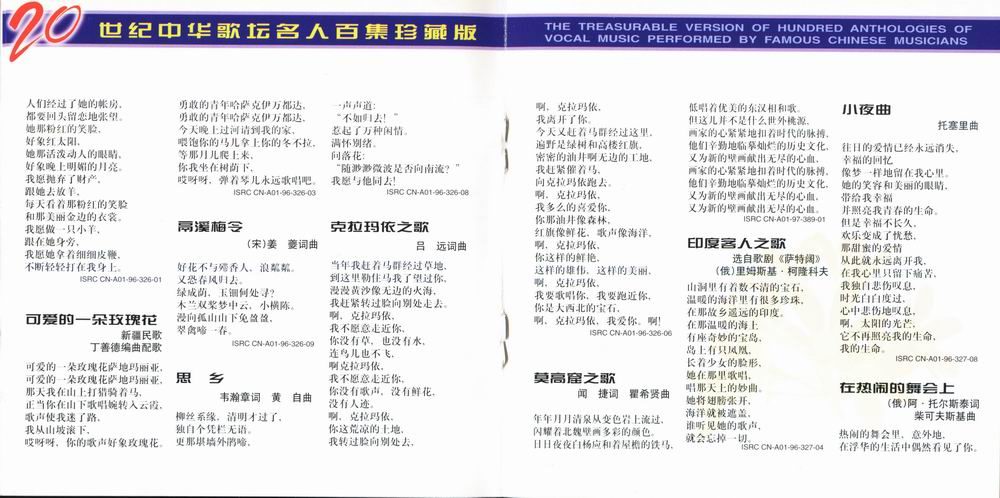 20 世纪中华歌坛名人百集珍藏版
THE TREASURABLE VERSION OF HUNDRED ANTHOLOGIES OF
VOCAL MUSIC PERFORMED BY FAMOUS CHINESE MUSICIANS
人们经过了她的帐房，
都要回头留恋地张望。
她那粉红的笑脸，
好象红太阳，
她那活泼动人的眼睛，
好象晚上明媚的月亮。
我愿抛弃了财产，
跟她去放羊，
每天看着那粉红的笑脸
和那美丽金边的衣裳。
我愿做一只小羊，
跟在她身旁，
我愿她拿着细细皮鞭，
不断轻轻打在我身上。
ISRC CN-A01-96-326-01
可爱的一朵玫瑰花
新疆民歌
丁善德编曲配歌
可爱的一朵玫瑰花萨地玛丽亚，
可爱的一朵玫瑰花萨地玛丽亚，
那天我在山上打猎骑着马，
正当你在山下歌唱婉转入云霞，
歌声使我迷了路，
我从山坡滚下，
哎呀呀，你的歌声好象玫瑰花。
勇敢的青年哈萨克伊万都达，
勇敢的青年哈萨克伊万都达，
今天晚上过河请到我的家，
喂饱你的马儿拿上你的冬不拉，
等那月儿爬上来，
你我坐在树荫下，
哎呀呀，弹着琴儿永远歌唱吧。
ISRC CN-A01-96-326-03
鬲溪梅令
(宋)姜　夔词曲
好花不与殢香人，浪粼粼。
又恐春风归去。
绿成荫，玉钿何处寻？
木兰双桨梦中云，小横陈。
漫向孤山山下免盈盈，
翠禽啼一春。
ISRC CN-A01-96-326-09
思　乡
韦瀚章词　黄　自曲
柳丝系缘，清明才过了，
独自个凭栏无语。
更那堪墙外鹃啼，
一声声道：
“不如归去！”
惹起了万种闲情。
满怀别绪。
问落花：
“随渺渺微波是否向南流？”
我愿与他同去！
ISRC CN-A01-96-326-08
克拉玛依之歌
吕　远词曲
当年我赶着马群经过草地，
到这里勒住马我了望过你，
漫漫黄沙像无边的火海，
我赶紧转过脸向别处走去。
啊，克拉玛依，
我不愿意走近你，
你没有草，也没有水，
连鸟儿也不飞，
啊克拉玛依，
我不愿意走近你，
你没有歌声，没有鲜花，
没有人迹。
啊，克拉玛依，
你这荒凉的土地，
我转过脸向别处去，
啊，克拉玛依，
我离开了你。
今天又赶着马群经过这里，
遍野是绿树和高楼红旗，
密密的油井啊无边的工地，
我赶紧催着马，
向克拉玛依跑去。
啊，克拉玛依，
我多么的喜爱你，
你那油井像森林，
红旗像鲜花，歌声像海洋，
啊，克拉玛依，
你这样的鲜艳，
这样的雄伟，这样的美丽，
啊，克拉玛依，
我要歌唱你，我要跑近你，
你是大西北的宝石，
啊，克拉玛依，我爱你。啊！
ISRC CN-A01-96-326-06
莫高窟之歌
闻　捷词　瞿希贤曲
年年月月清泉从变色岩上流过，
闪耀着北魏壁画多彩的颜色。
日日夜夜白杨应和着屋檐的铁马，
低唱着优美的东汉相和歌。
但这儿并不是什么世外桃源，
画家的心紧紧地扣着时代的脉搏，
他们辛勤地临摹灿烂的历史文化，
又为新的壁画献出无尽的心血，
画家的心紧紧地扣着时代的脉搏，
他们辛勤地临摹灿烂的历史文化，
又为新的壁画献出无尽的心血，
又为新的壁画献出无尽的心血。
ISRC CN-A01-97-389-01
印度客人之歌
选自歌剧《萨特阔》
(俄)里姆斯基·柯隆科夫
山洞里有着数不清的宝石，
温暖的海洋里有很多珍珠，
在那故乡遥远的印度。
在那温暖的海上
有座奇妙的宝岛，
岛上有只凤凰，
长着少女的脸形，
她在那里歌唱，
唱那天上的妙曲。
她将翅膀张开，
海洋就被遮盖，
谁听见她的歌声，
就会忘掉一切。
ISRC CN-A01-96-327-04
小夜曲
托塞里曲
往日的爱情已经永远消失，
幸福的回忆
像梦一样地留在我心里。
她的笑容和美丽的眼睛，
带给我幸福
并照亮我青春的生命。
但是幸福不长久，
欢乐变成了忧愁，
那甜蜜的爱情
从此就永远离开我，
在我心里只留下痛苦，
我独自悲伤叹息，
时光白白度过，
心中悲伤地叹息，
啊，太阳的光芒，
它不再照亮我的生命，
我的生命。
ISRC CN-A01-96-327-08
在热闹的舞会上
(俄)阿·托尔斯泰词
柴可夫斯基曲
热闹的舞会里，意外地，
在浮华的生活中偶然看见了你。